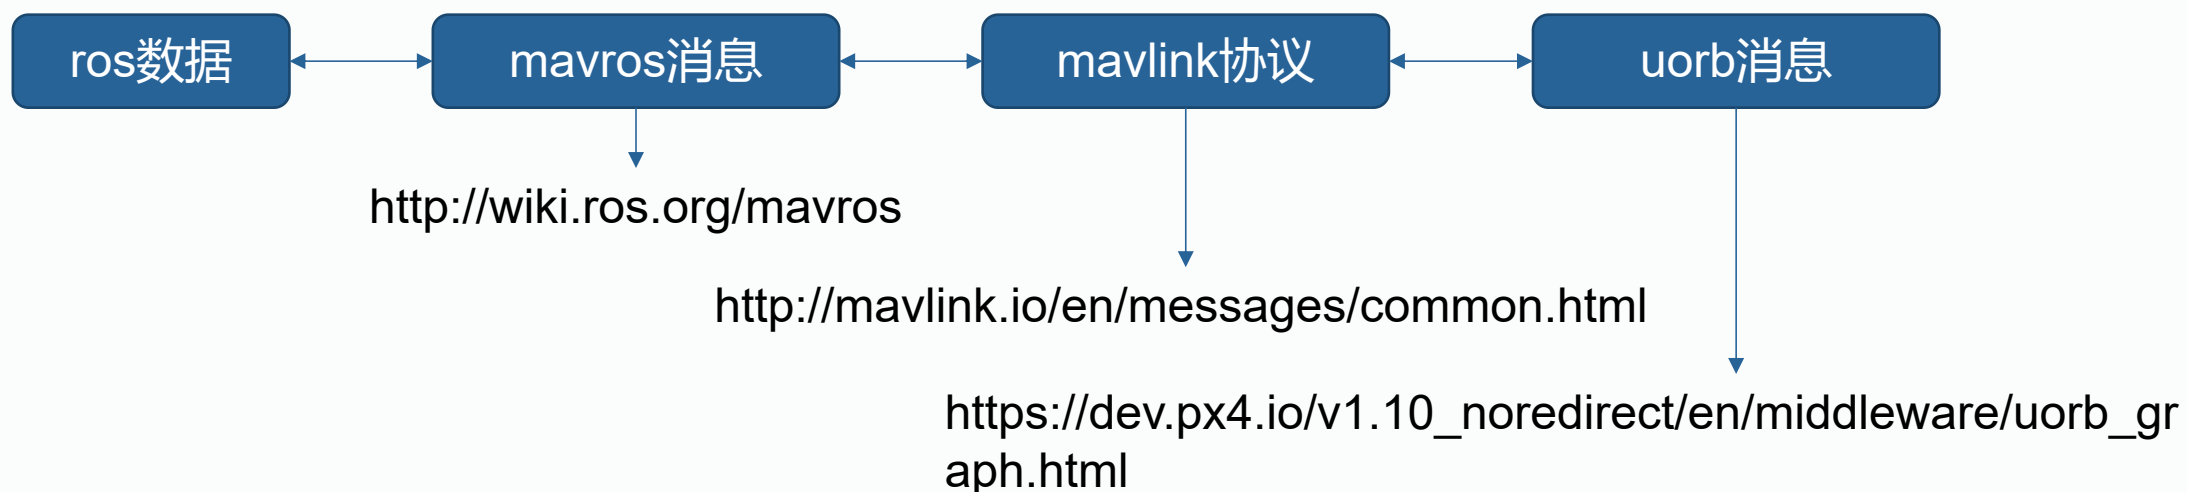 ros数据
mavros消息
mavlink协议
uorb消息
http://wiki.ros.org/mavros
http://mavlink.io/en/messages/common.html
https://dev.px4.io/v1.10_noredirect/en/middleware/uorb_gr
aph.html